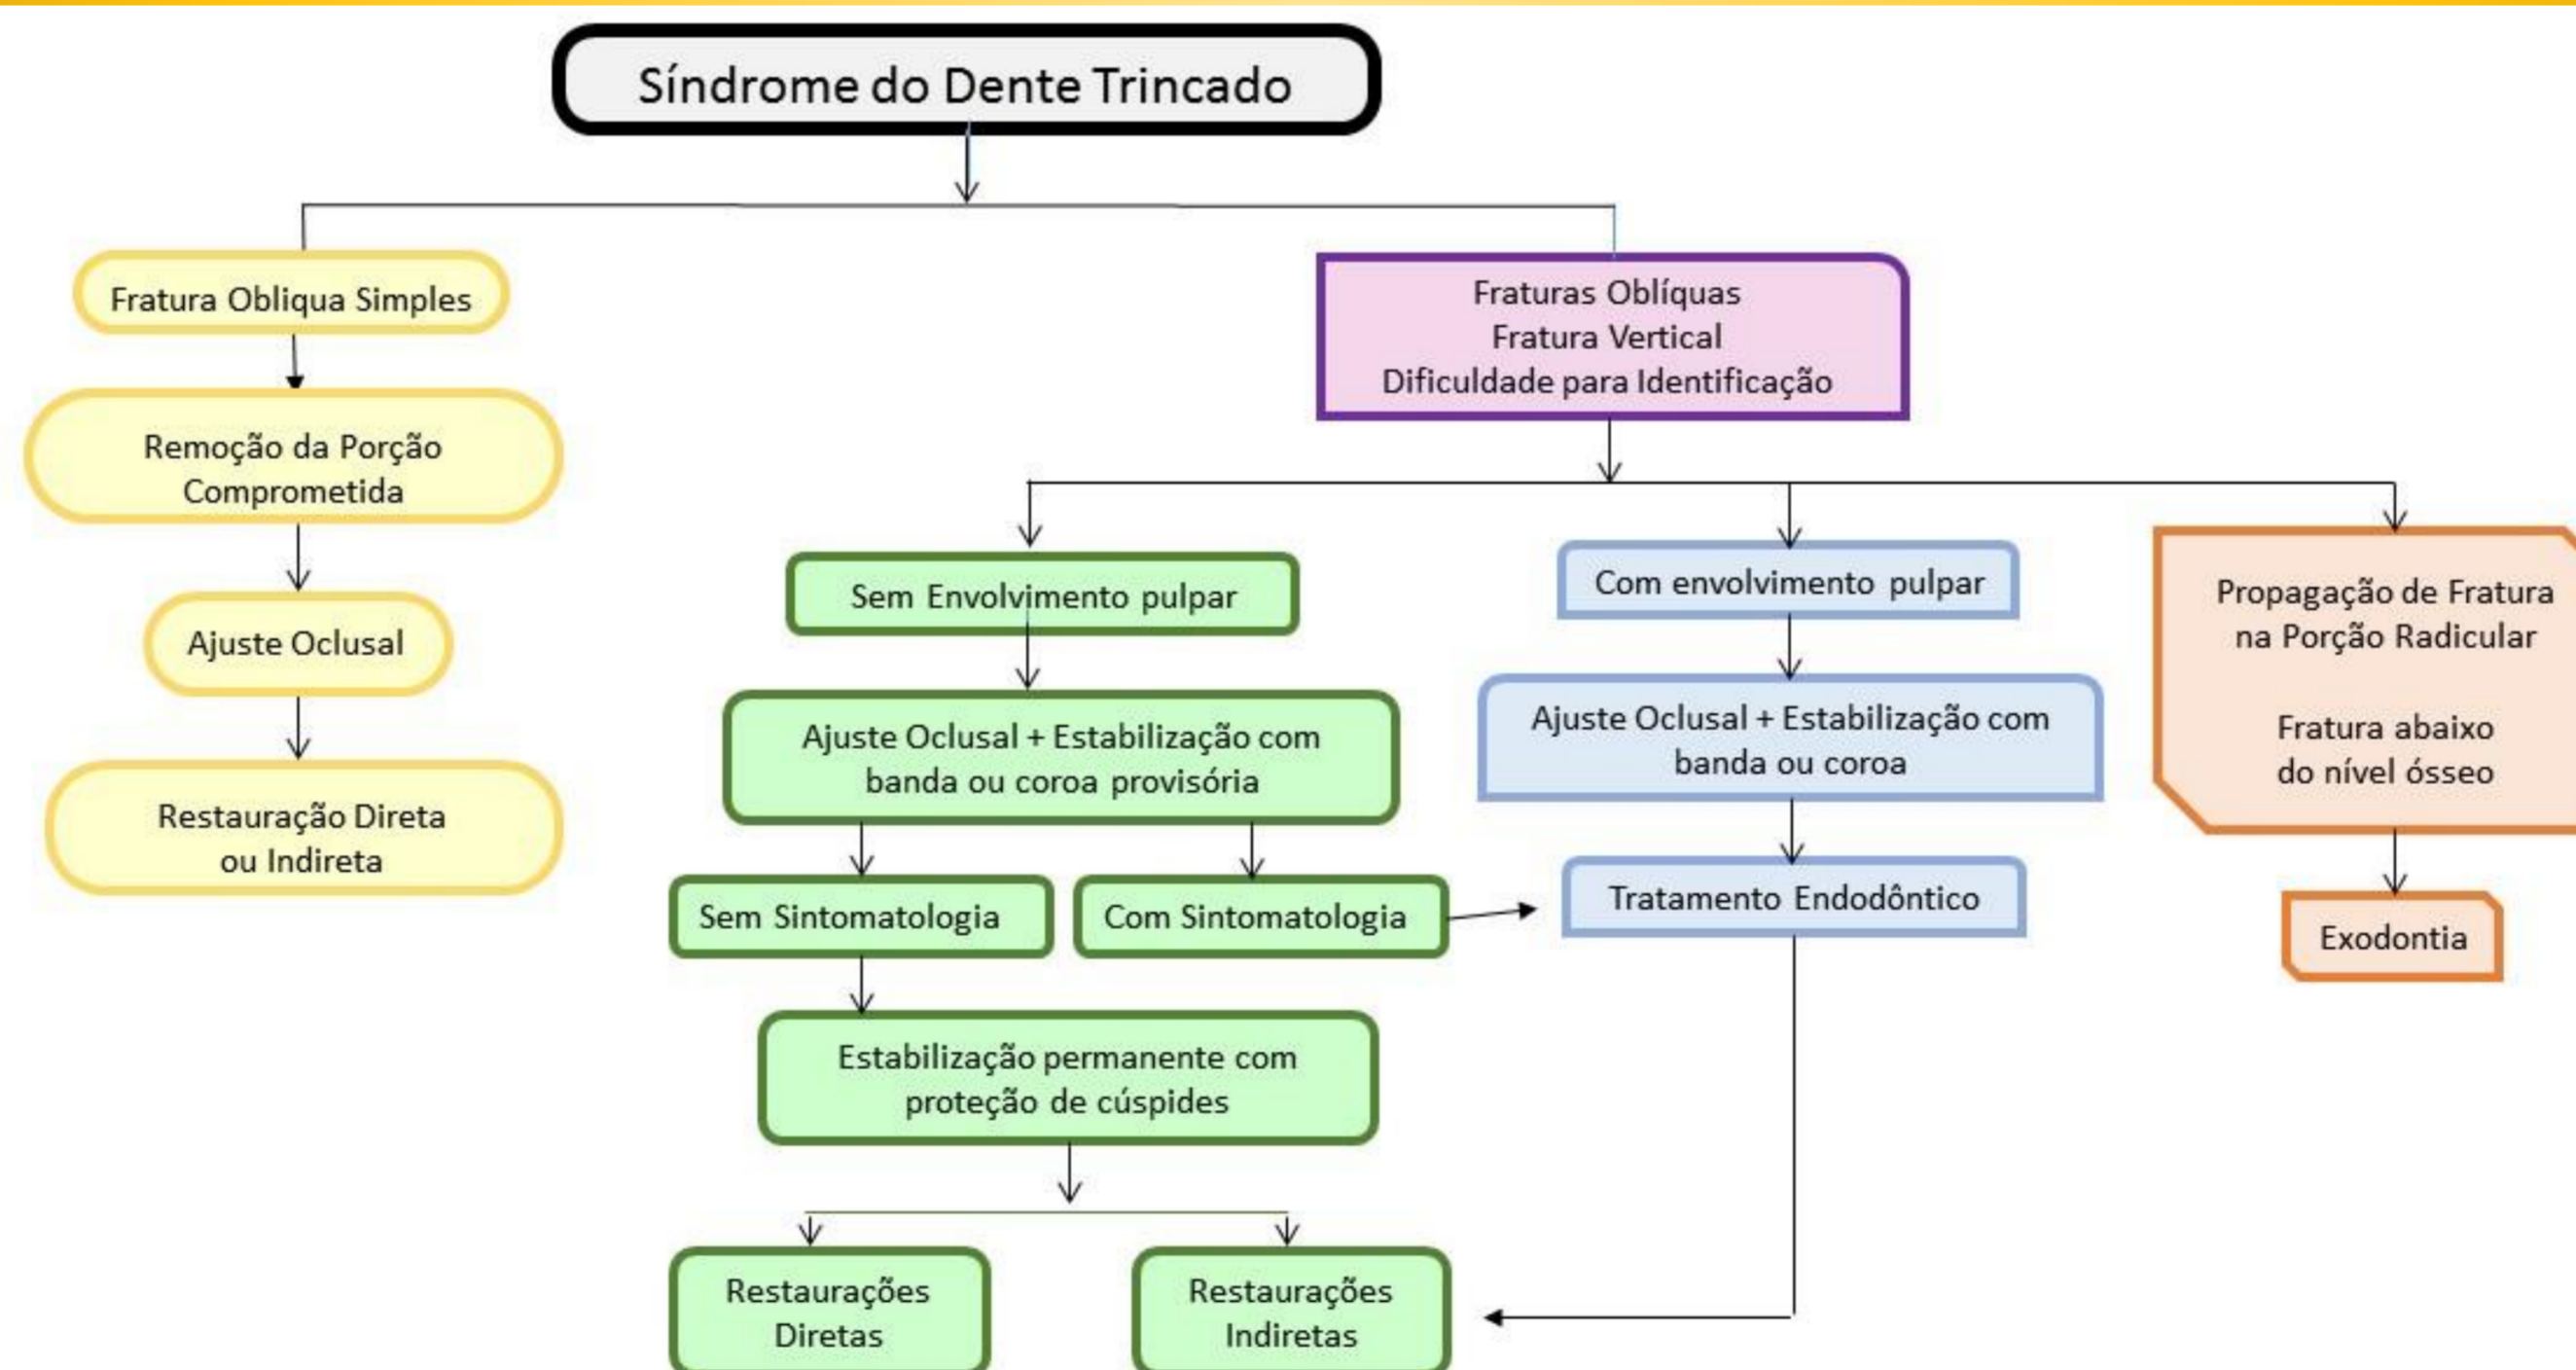 Síndrome do Dente Trincado
Fratura Obliqua Simples
Remoção da Porção
Comprometida
Ajuste Oclusal
Restauração Direta
ou Indireta
Fraturas Oblíquas
Fratura Vertical
Dificuldade para Identificação
Sem Envolvimento pulpar
Ajuste Oclusal + Estabilização com
banda ou coroa provisória
Sem Sintomatologia
Com Sintomatologia
Estabilização permanente com
proteção de cúspides
Restaurações
Diretas
Restaurações
Indiretas
Com envolvimento pulpar
Ajuste Oclusal + Estabilização com
banda ou coroa
Tratamento Endodôntico
Propagação de Fratura
na Porção Radicular
Fratura abaixo
do nível ósseo
Exodontia